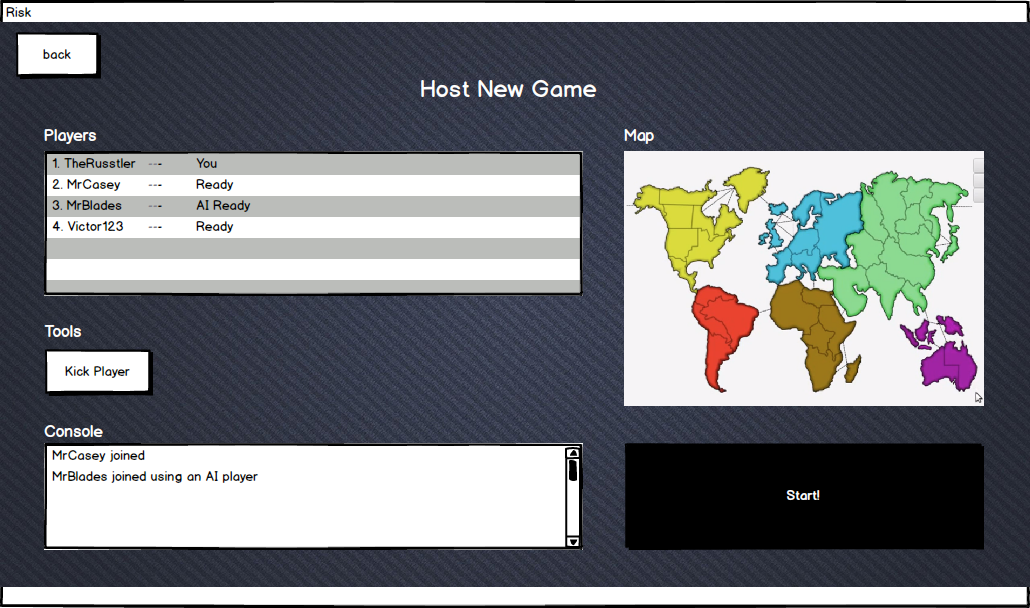 Risk
back
Host New Game
Players
1. TheRusstler --- You
2. MrCasey --- Ready
3. MrBlades --- AI Ready
4. Victor123 --- Ready
Map
Tools
Kick Player
Console
MrCasey joined
MrBlades joined using an AI player
Start!